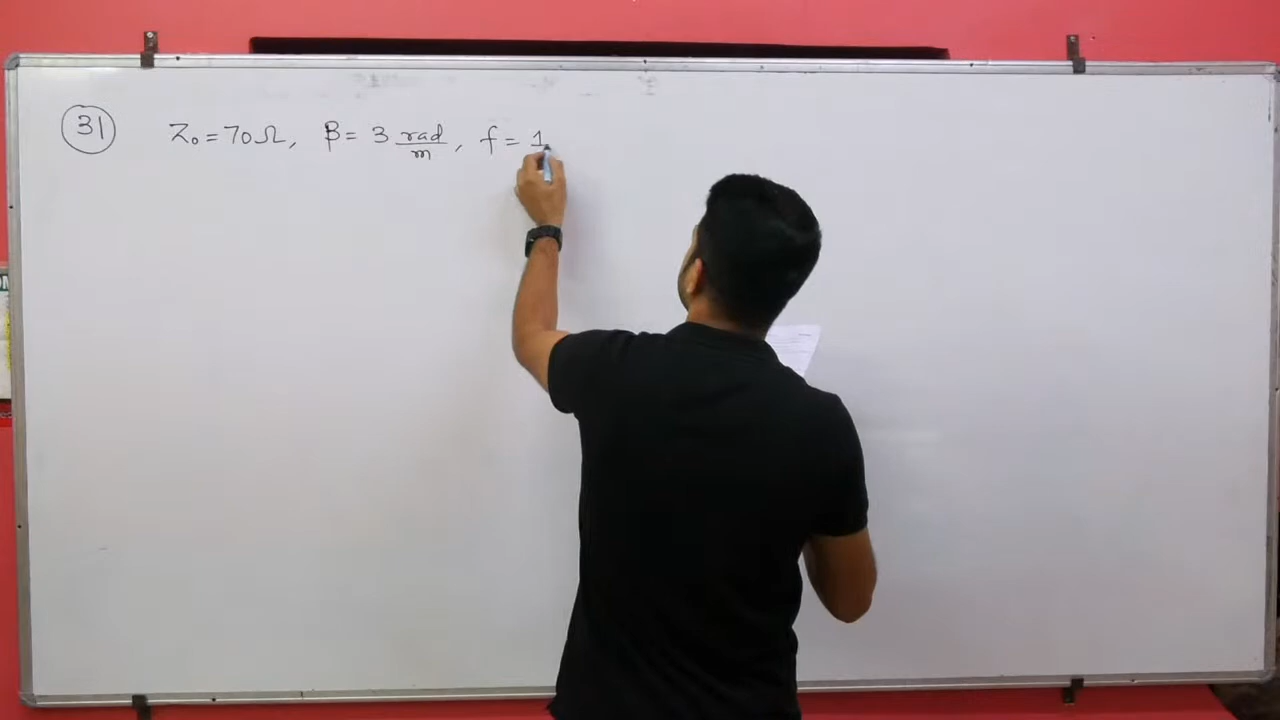 31 Z₀ = 70Ω, β = 3 rad/m, f = 1